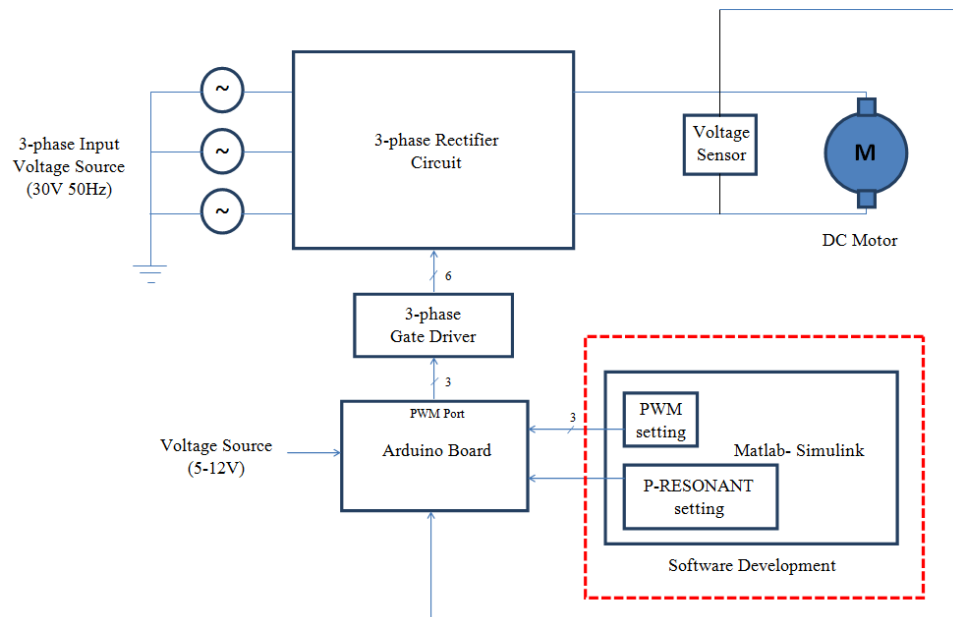 3-phase Input
Voltage Source
(30V 50Hz)
~
~
~
3-phase Rectifier
Circuit
Voltage
Sensor
M
DC Motor
6
3-phase
Gate Driver
3
PWM Port
Arduino Board
Voltage Source
(5-12V)
3
PWM
setting
Matlab- Simulink
P-RESONANT
setting
Software Development